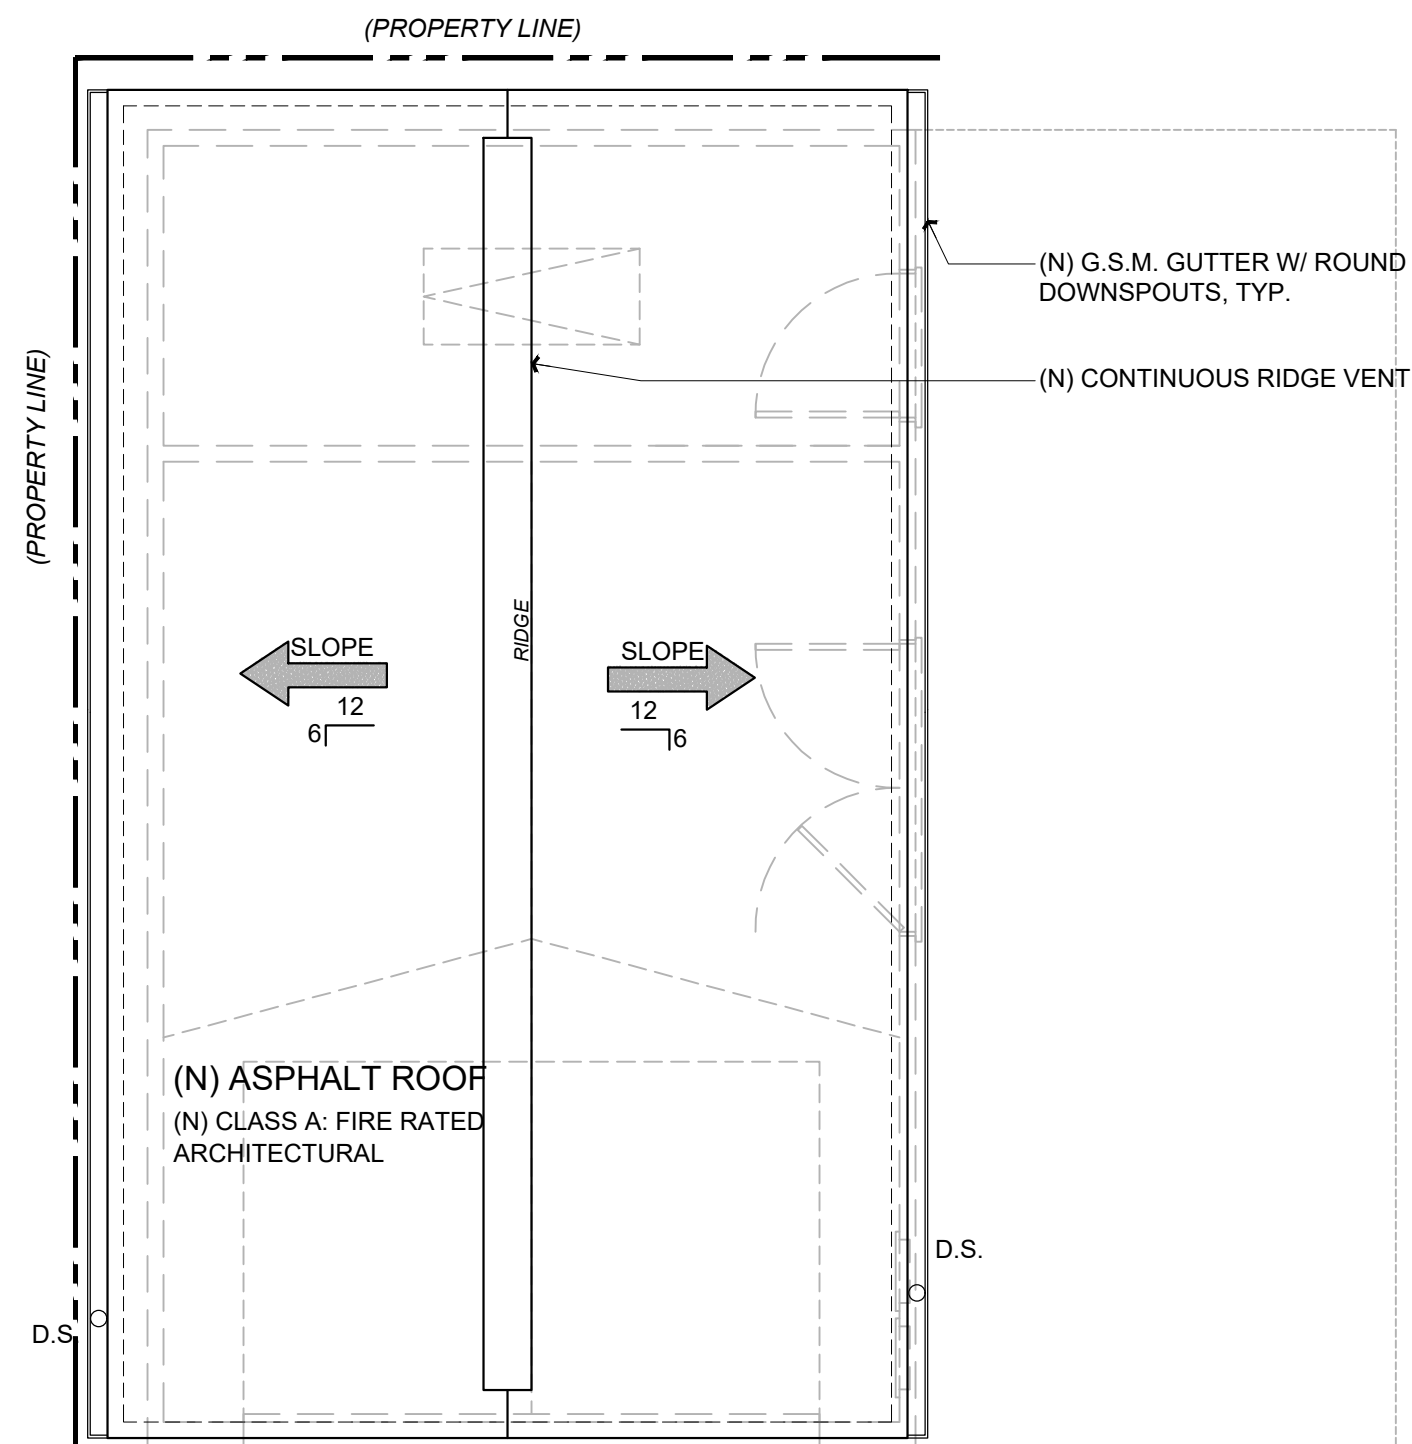 (PROPERTY LINE)
(PROPERTY LINE)
(N) G.S.M. GUTTER W/ ROUND
DOWNSPOUTS, TYP.
(N) CONTINUOUS RIDGE VENT
RIDGE
SLOPE
12
6
SLOPE
12
6
(N) ASPHALT ROOF
(N) CLASS A: FIRE RATED
ARCHITECTURAL
D.S.
D.S.